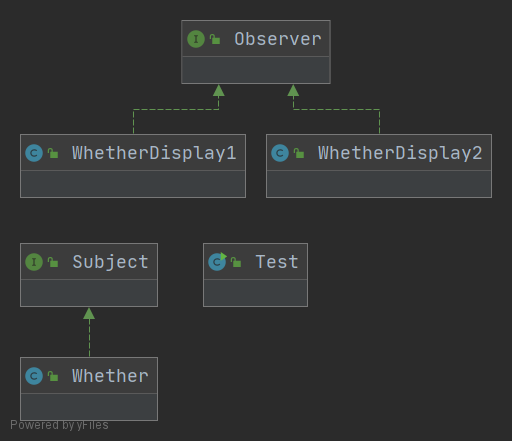 I Observer
C WhetherDisplay1
C WhetherDisplay2
I Subject
C Test
C Whether
Powered by yFiles